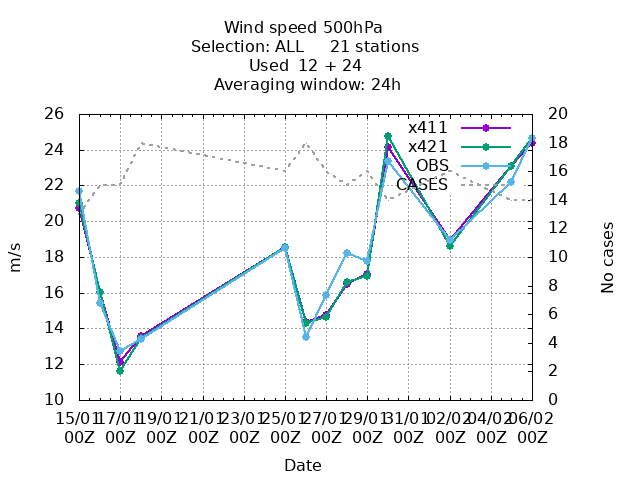 Wind speed 500hPa
Selection: ALL 21 stations
Used 12 + 24
Averaging window: 24h
26 20
24 18
22 16
20 14
18 12
16 10
14 8
12 6
10 4
2
0
m/s
No cases
x411
x421
OBS
CASES
15/01 17/01 19/01 21/01 23/01 25/01 27/01 29/01 31/01 02/02 04/02 06/02
00Z 00Z 00Z 00Z 00Z 00Z 00Z 00Z 00Z 00Z 00Z 00Z
Date